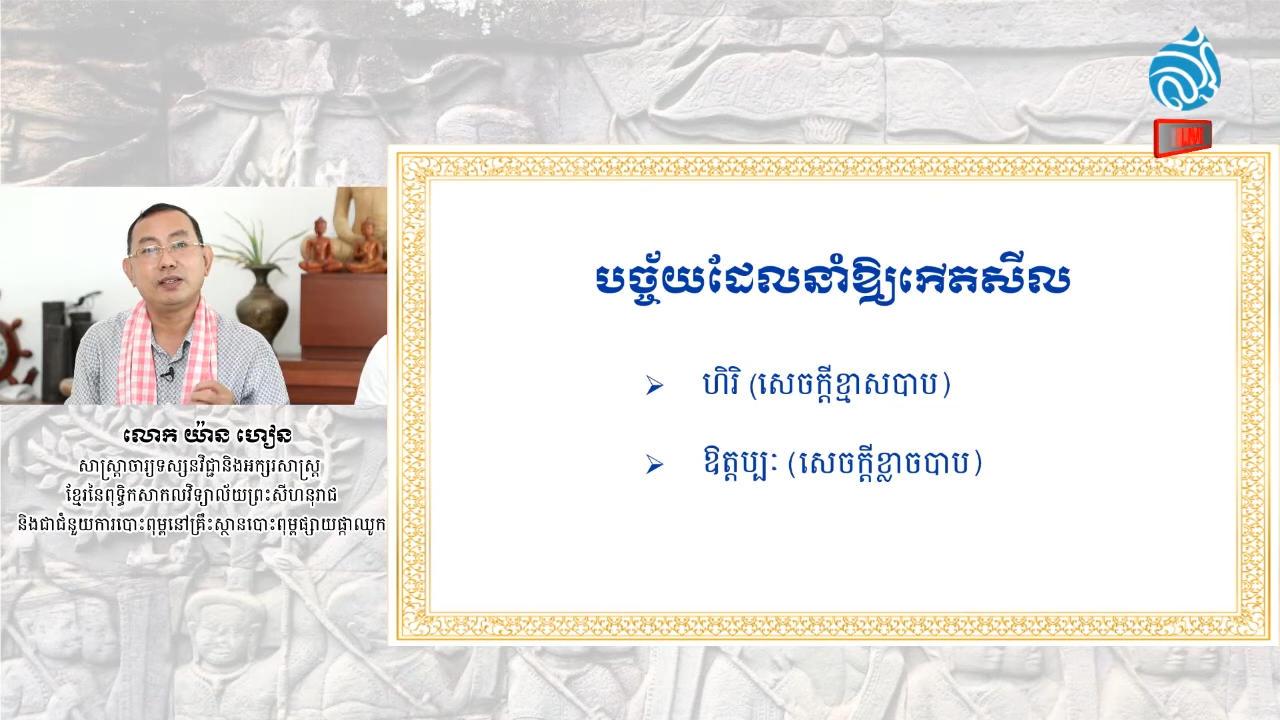 បច្ច័យដែលនាំឱ្យកើតសីល
ហិរិ (សេចក្ដីខ្មាសបាប)
ឱត្តប្បៈ (សេចក្ដីខ្លាចបាប)
លោក យ៉ាន ហៀន
សាស្ត្រាចារ្យទស្សនវិជ្ជានិងអក្សរសាស្ត្រ
ខ្មែរនៃពុទ្ធិកសាកលវិទ្យាល័យព្រះសីហនុរាជ
និងជាជំនួយការបោះពុម្ពនៅគ្រឹះស្ថានបោះពុម្ពផ្សាយផ្កាឈូក